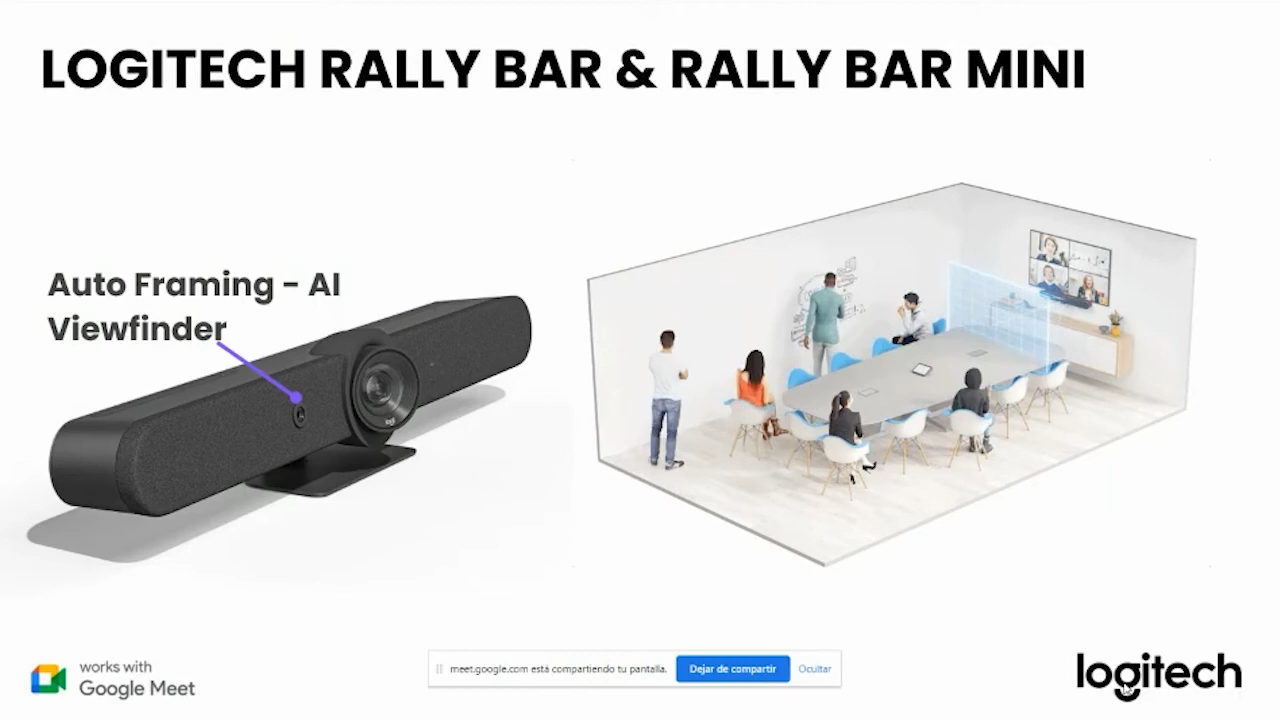 LOGITECH RALLY BAR & RALLY BAR MINI
Auto Framing - AI
Viewfinder
works with
Google Meet
meet.google.com está compartiendo tu pantalla. Dejar de compartir Ocultar
logitech